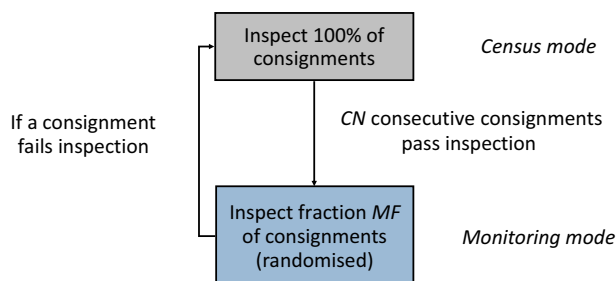 Inspect 100% of
consignments
Census mode
If a consignment
fails inspection
CN consecutive consignments
pass inspection
Inspect fraction MF
of consignments
(randomised)
Monitoring mode